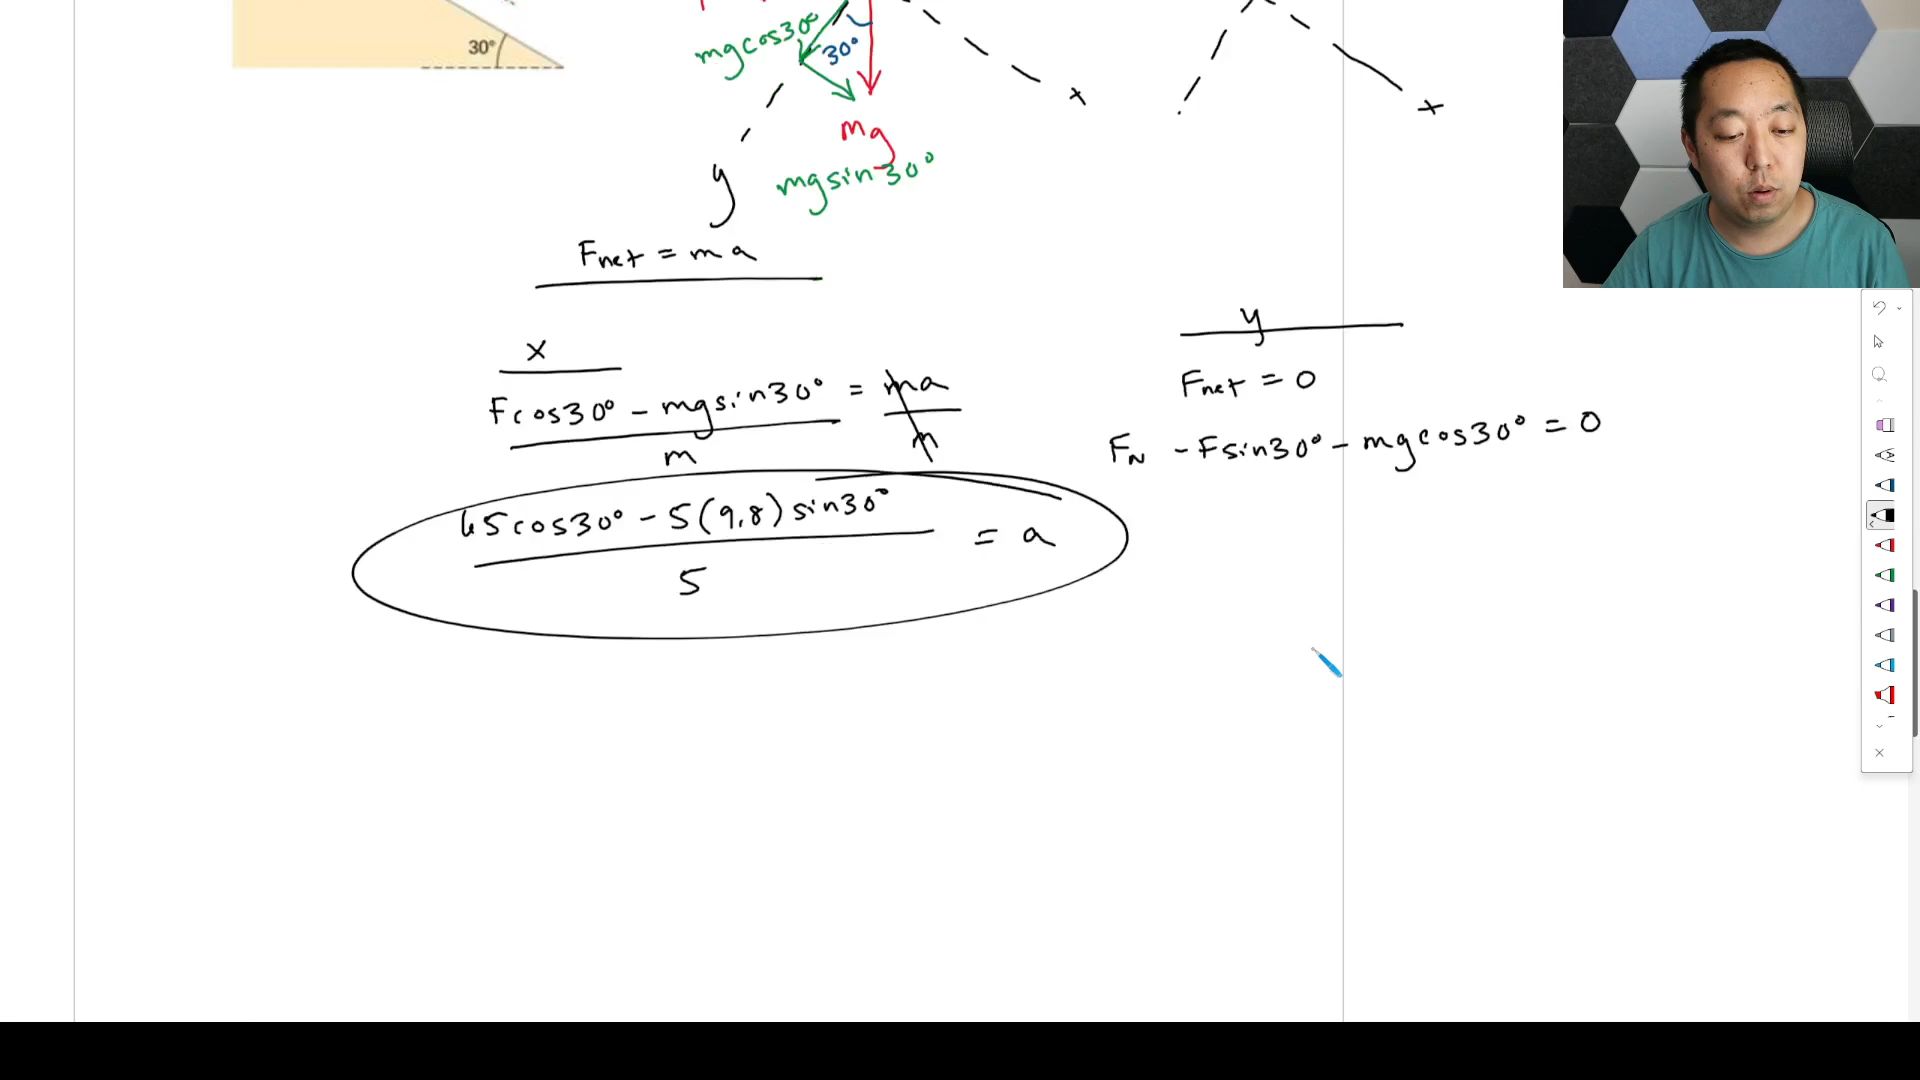 30°
mgcos30°
30°
+
+
mg
mgsin30°
y
Fnet = ma
x
y
Fcos30° - mgsin30° = ma
m
m
Fnet = 0
FN - Fsin30° - mgcos30° = 0
45cos30° - 5(9.8)sin30° = a
5